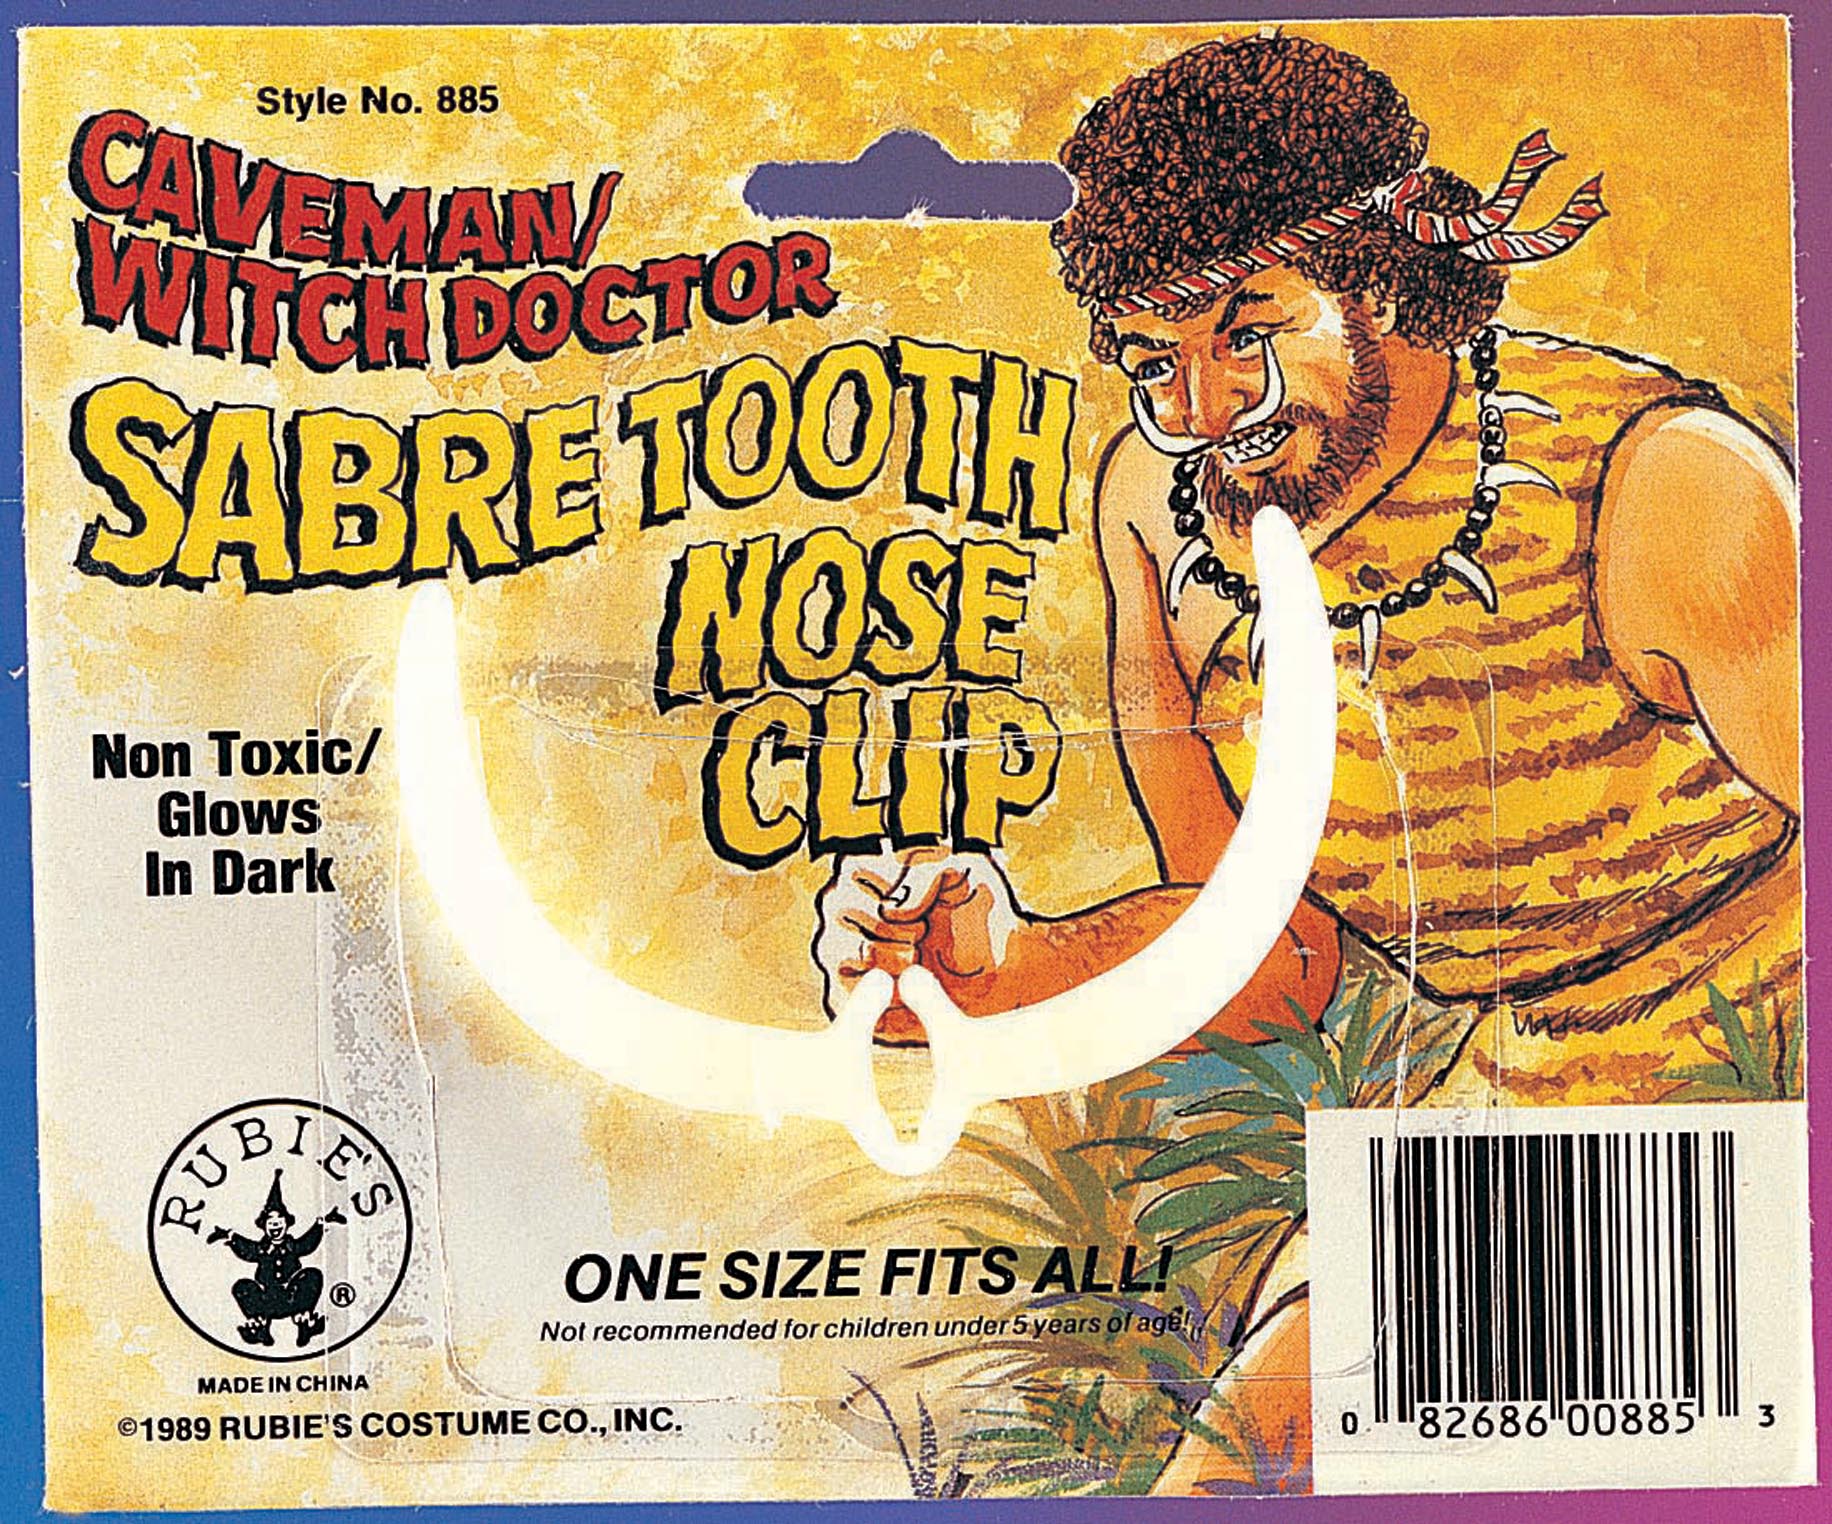 Style No. 885
CAVEMAN/
WITCH DOCTOR
SABRE TOOTH
NOSE
CLIP
Non Toxic/
Glows
In Dark
RUBIE'S
®
MADE IN CHINA
©1989 RUBIE'S COSTUME CO., INC.
ONE SIZE FITS ALL!
Not recommended for children under 5 years of age!
0 82686 00885 3